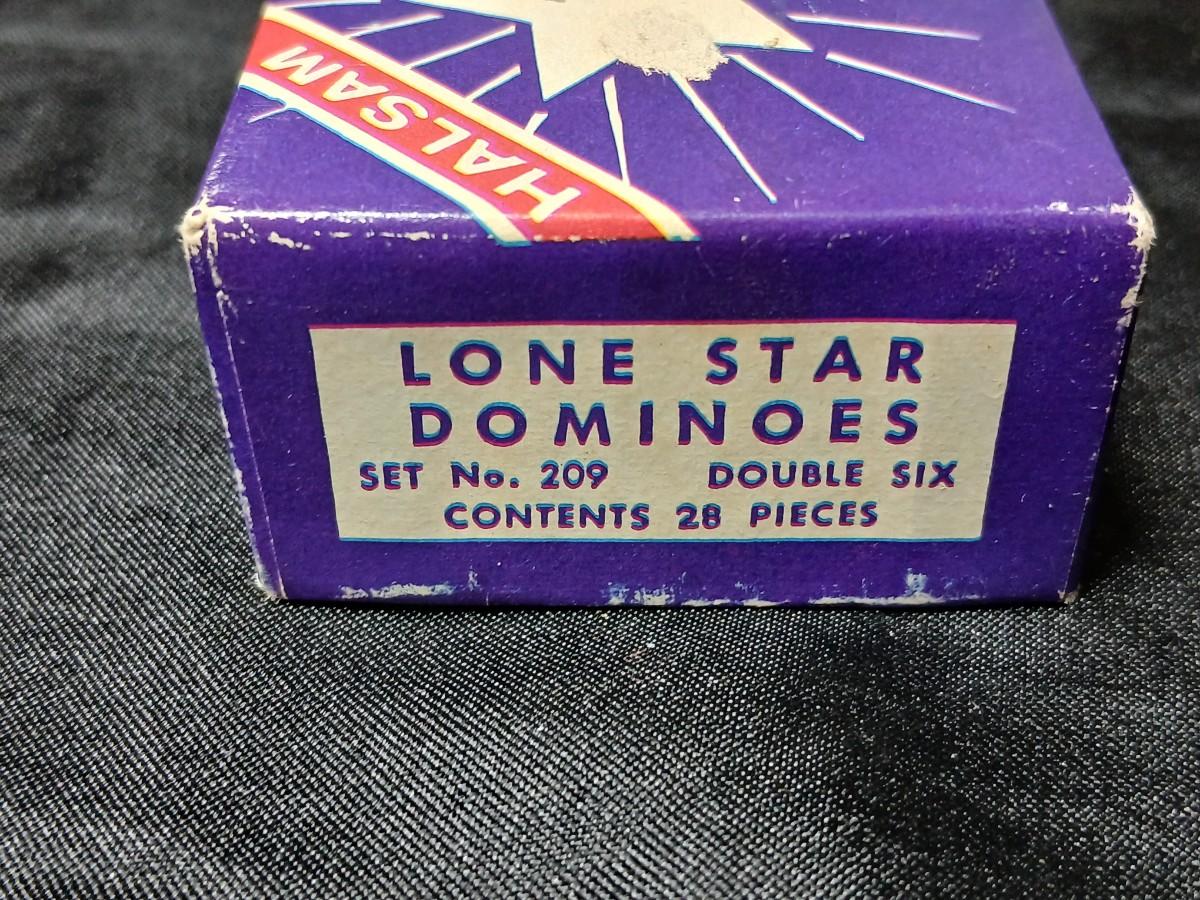 HALSAM
LONE STAR
DOMINOES
SET No. 209 DOUBLE SIX
CONTENTS 28 PIECES